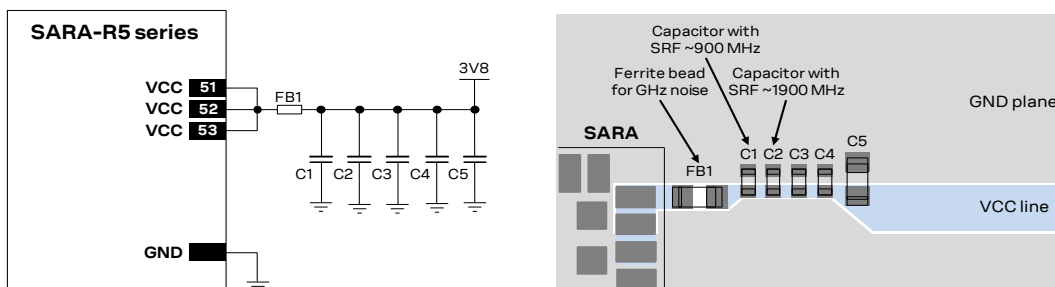 SARA-R5 series
VCC 51
VCC 52
VCC 53
GND
FB1
3V8
C1 C2 C3 C4 C5
Capacitor with
SRF ~900 MHz
Ferrite bead
for GHz noise
Capacitor with
SRF ~1900 MHz
GND plane
SARA
FB1
C1 C2 C3 C4 C5
VCC line